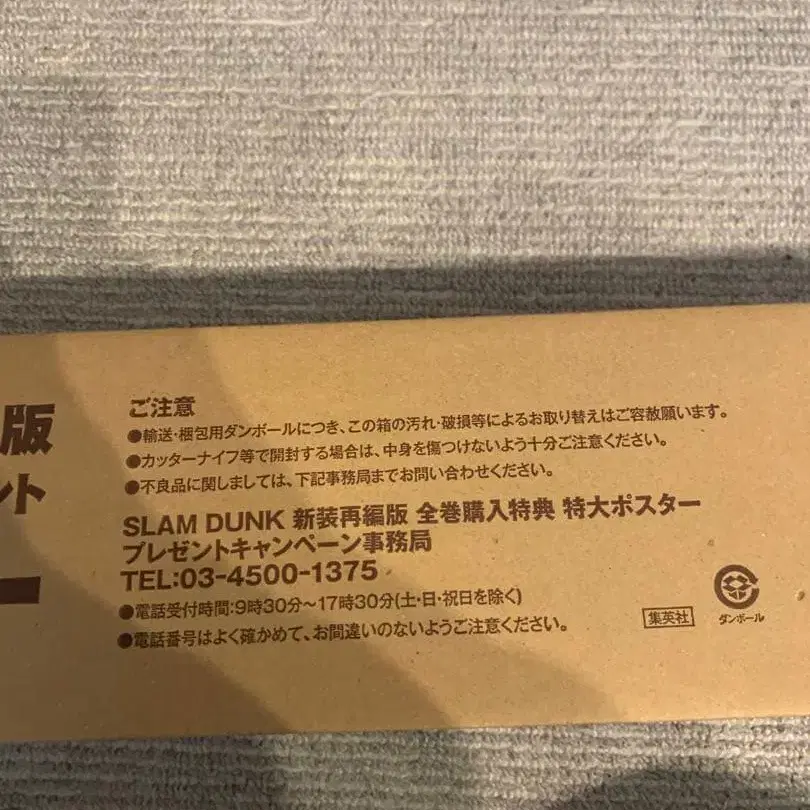 版
ント
ご注意
●輸送・梱包用ダンボールにつき、この箱の汚れ・破損等によるお取り替えはご容赦願います。
●カッターナイフ等で開封する場合は、中身を傷つけないよう十分ご注意ください。
●不良品に関しましては、下記事務局までお問い合わせください。
SLAM DUNK 新装再編版 全巻購入特典 特大ポスター
プレゼントキャンペーン事務局
TEL:03-4500-1375
●電話受付時間:9時30分〜17時30分(土・日・祝日を除く)
●電話番号はよく確かめて、お間違いのないようご注意ください。
集英社
ダンボール